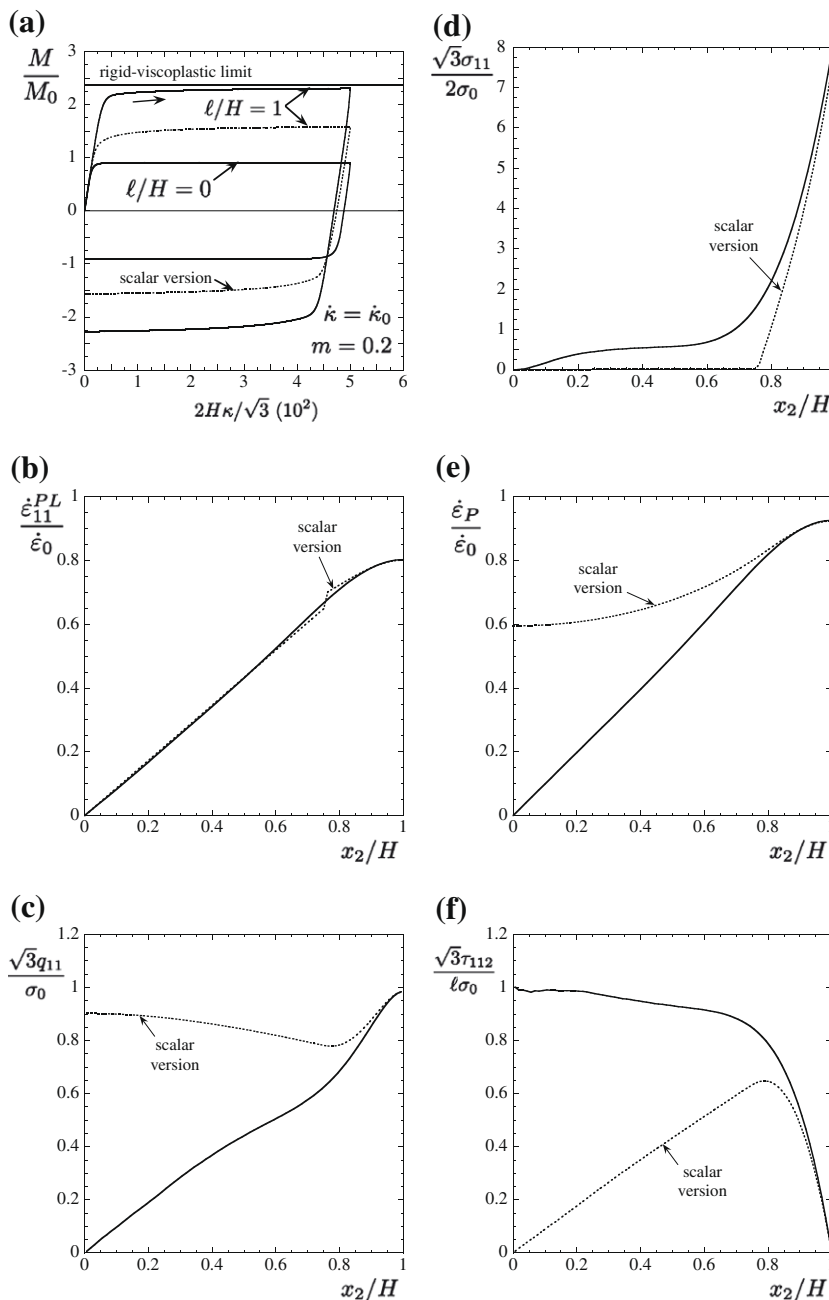 (a)
M
M₀
3
2
1
0
-1
-2
-3
rigid-viscoplastic limit
ℓ/H = 1
ℓ/H = 0
scalar version
κ̇ = κ̇₀
m = 0.2
0 1 2 3 4 5 6
2Hκ/√3 (10²)
(d)
√3σ₁₁
2σ₀
8
7
6
5
4
3
2
1
0
scalar
version
0 0.2 0.4 0.6 0.8
x₂/H
(b)
ε̇₁₁ᴾᴸ
ε̇₀
1
0.8
0.6
0.4
0.2
0
scalar
version
0 0.2 0.4 0.6 0.8 1
x₂/H
(e)
ε̇_P
ε̇₀
1
0.8
0.6
0.4
0.2
0
scalar
version
0 0.2 0.4 0.6 0.8
x₂/H
(c)
√3q₁₁
σ₀
1.2
1
0.8
0.6
0.4
0.2
0
scalar
version
0 0.2 0.4 0.6 0.8 1
x₂/H
(f)
√3τ₁₁₂
ℓσ₀
1.2
1
0.8
0.6
0.4
0.2
0
scalar
version
0 0.2 0.4 0.6 0.8
x₂/H